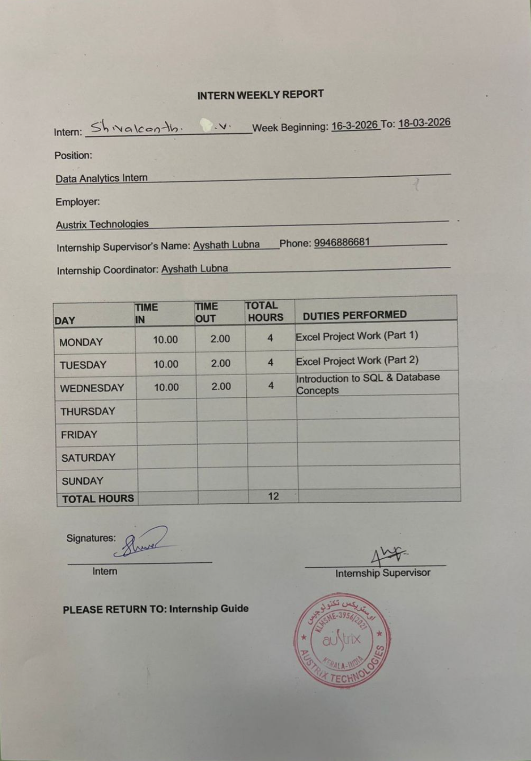 INTERN WEEKLY REPORT
Intern: Shivalcanth. .V. Week Beginning: 16-3-2026 To: 18-03-2026
Position:
Data Analytics Intern
Employer:
Austrix Technologies
Internship Supervisor's Name: Ayshath Lubna Phone: 9946886681
Internship Coordinator: Ayshath Lubna
DAY TIME IN TIME OUT TOTAL HOURS DUTIES PERFORMED
MONDAY 10.00 2.00 4 Excel Project Work (Part 1)
TUESDAY 10.00 2.00 4 Excel Project Work (Part 2)
WEDNESDAY 10.00 2.00 4 Introduction to SQL & Database Concepts
THURSDAY
FRIDAY
SATURDAY
SUNDAY
TOTAL HOURS 12
Signatures:
Intern
Internship Supervisor
PLEASE RETURN TO: Internship Guide
austrix
KERALA-INDIA
AUSTRIX TECHNOLOGIES